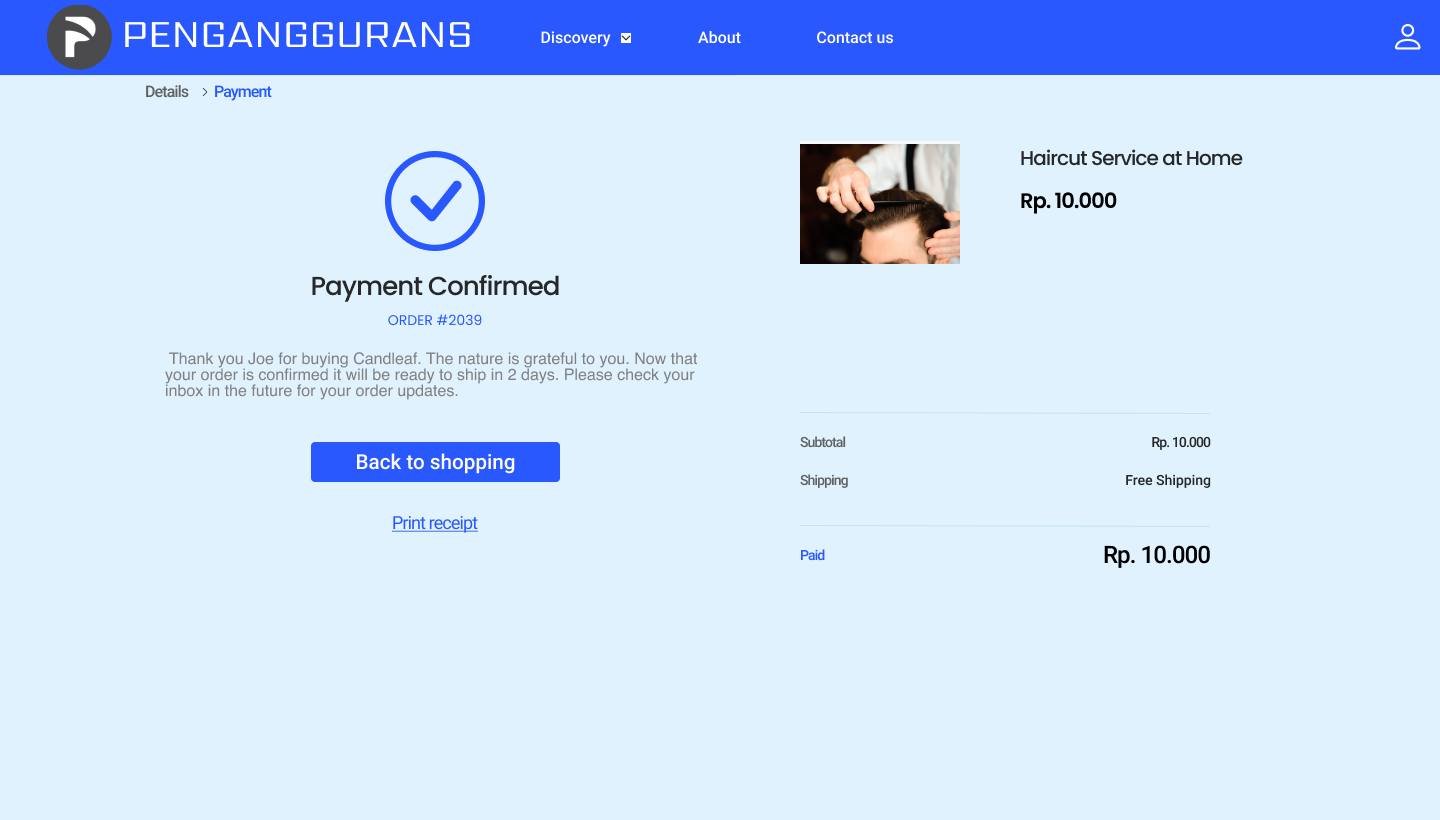 PENGANGGURANS
Discovery
About
Contact us
Details
Payment
Payment Confirmed
ORDER #2039
Thank you Joe for buying Candleaf. The nature is grateful to you. Now that
your order is confirmed it will be ready to ship in 2 days. Please check your
inbox in the future for your order updates.
Back to shopping
Print receipt
Haircut Service at Home
Rp. 10.000
Subtotal Rp. 10.000
Shipping Free Shipping
Paid Rp. 10.000